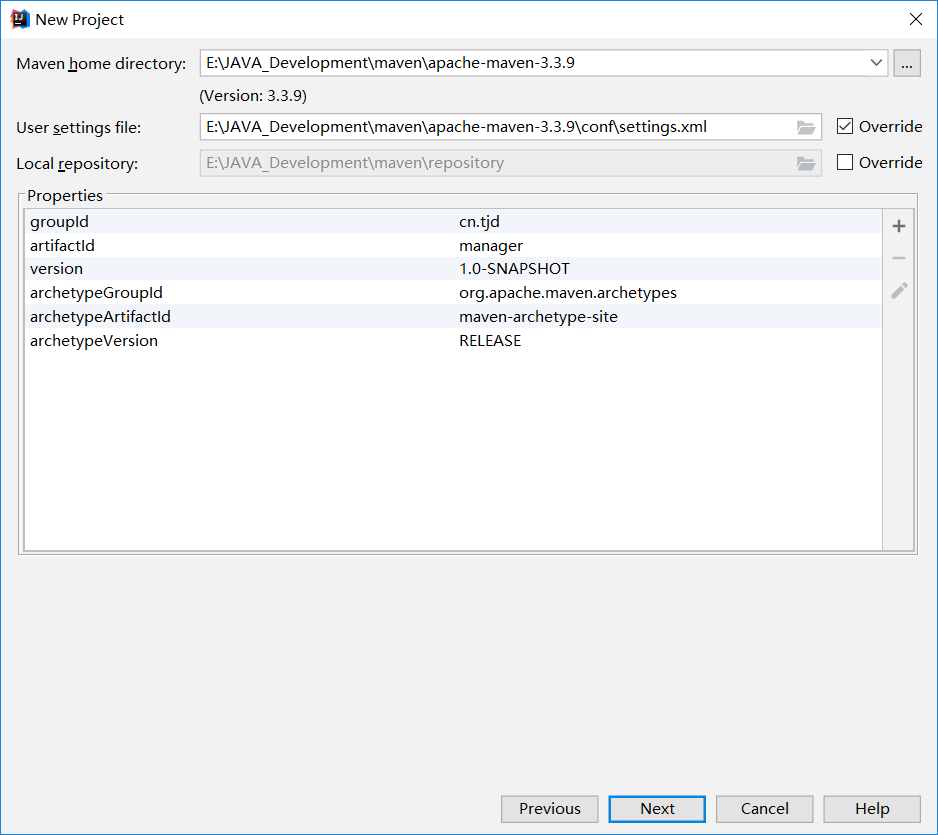 New Project
Maven home directory: E:\JAVA_Development\maven\apache-maven-3.3.9 ...
(Version: 3.3.9)
User settings file: E:\JAVA_Development\maven\apache-maven-3.3.9\conf\settings.xml Override
Local repository: E:\JAVA_Development\maven\repository Override
Properties
groupId cn.tjd
artifactId manager
version 1.0-SNAPSHOT
archetypeGroupId org.apache.maven.archetypes
archetypeArtifactId maven-archetype-site
archetypeVersion RELEASE
Previous Next Cancel Help